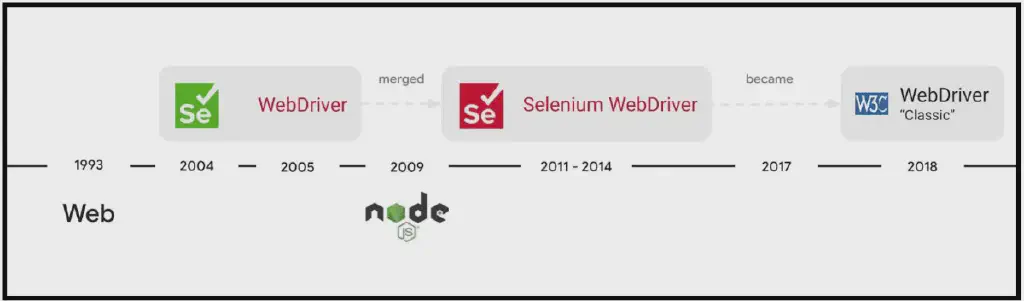 merged
became
Se WebDriver
Se Selenium WebDriver
W3C WebDriver
“Classic”
1993 2004 2005 2009 2011 - 2014 2017 2018
Web
node
JS